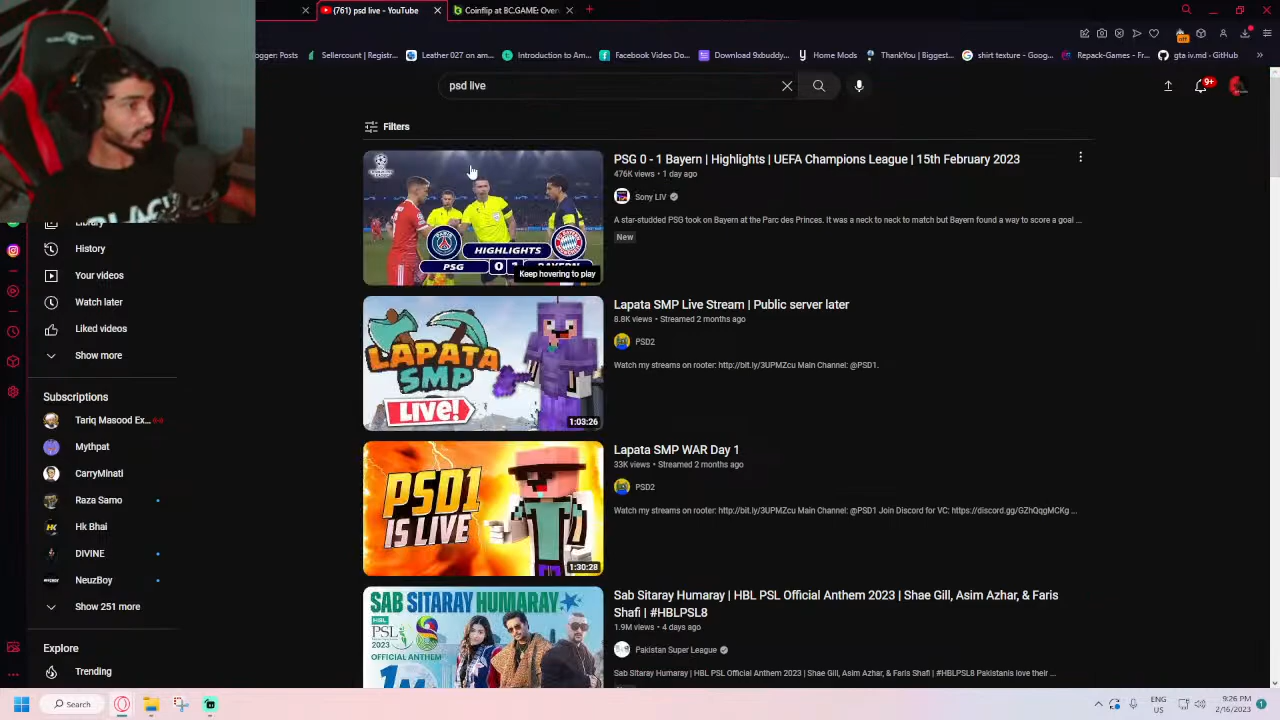 (761) psd live - YouTube
Coinflip at BC.GAME: Over
ogger: Posts
Sellercount | Registr...
Leather 027 on am...
Introduction to Am...
Facebook Video Do...
Download 9xbuddy...
Home Mods
ThankYou | Biggest...
shirt texture - Goog...
Repack-Games - Fr...
gta iv.md · GitHub
psd live
9+
Filters
PSG 0 - 1 Bayern | Highlights | UEFA Champions League | 15th February 2023
476K views • 1 day ago
Sony LIV
A star-studded PSG took on Bayern at the Parc des Princes. It was a neck to neck to match but Bayern found a way to score a goal ...
New
HIGHLIGHTS
PSG 0
Keep hovering to play
History
Your videos
Watch later
Liked videos
Show more
Subscriptions
Tariq Masood Ex...
Mythpat
CarryMinati
Raza Samo
Hk Bhai
DIVINE
NeuzBoy
Show 251 more
Explore
Trending
LAPATA
SMP
LIVE!
1:03:26
Lapata SMP Live Stream | Public server later
8.8K views • Streamed 2 months ago
PSD2
Watch my streams on rooter: http://bit.ly/3UPMZcu Main Channel: @PSD1.
PSD1
IS LIVE
1:30:28
Lapata SMP WAR Day 1
33K views • Streamed 2 months ago
PSD2
Watch my streams on rooter: http://bit.ly/3UPMZcu Main Channel: @PSD1 Join Discord for VC: https://discord.gg/GZhQqgMCKg ...
SAB SITARAY HUMARAY
HBL
PSL
2023
OFFICIAL ANTHEM
1M
Sab Sitaray Humaray | HBL PSL Official Anthem 2023 | Shae Gill, Asim Azhar, & Faris
Shafi | #HBLPSL8
1.9M views • 4 days ago
Pakistan Super League
Sab Sitaray Humaray | HBL PSL Official Anthem 2023 | Shae Gill, Asim Azhar, & Faris Shafi | #HBLPSL8 Pakistanis love their ...
Search
ENG
US
9:26 PM
2/16/2023